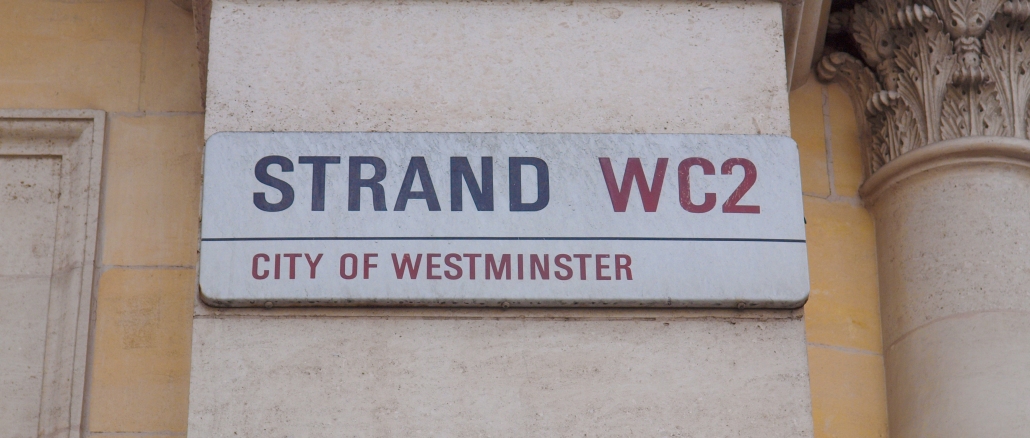 STRAND WC2
CITY OF WESTMINSTER